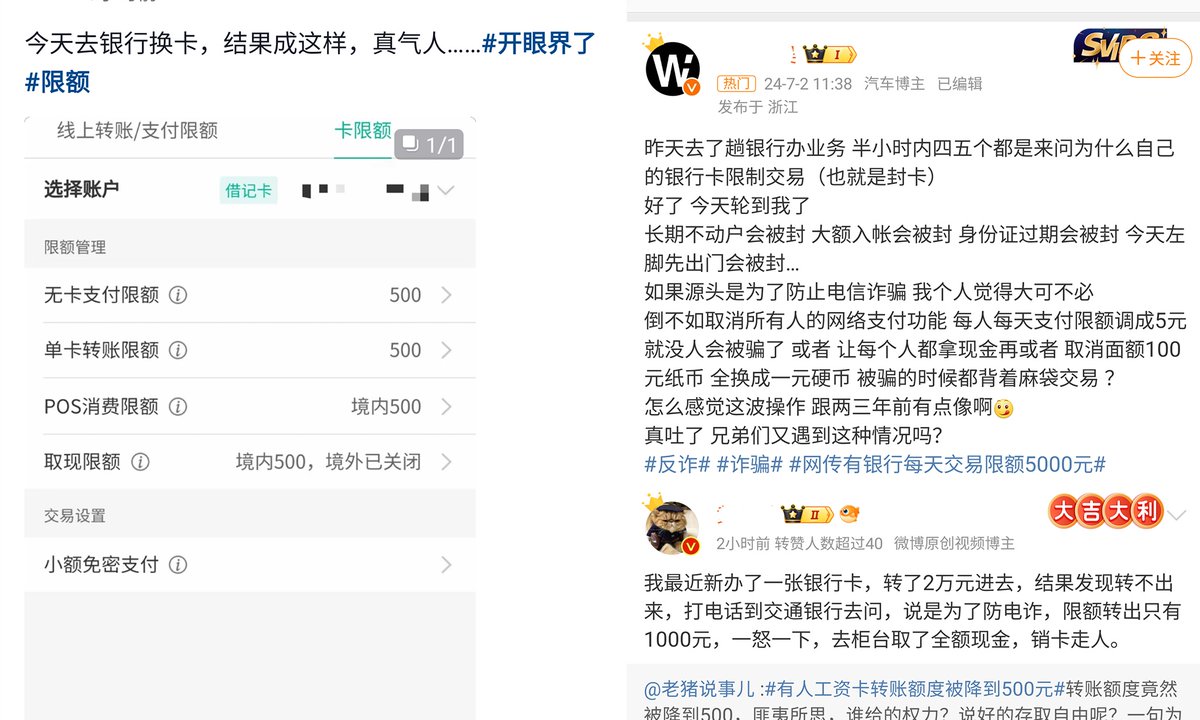 今天去银行换卡，结果成这样，真气人……#开眼界了
#限额
线上转账/支付限额
卡限额
1/1
选择账户
借记卡
限额管理
无卡支付限额
500
单卡转账限额
500
POS消费限额
境内500
取现限额
境内500，境外已关闭
交易设置
小额免密支付
I
+关注
热门 24-7-2 11:38 汽车博主 已编辑
发布于 浙江
昨天去了趟银行办业务 半小时内四五个都是来问为什么自己
的银行卡限制交易（也就是封卡）
好了 今天轮到我了
长期不动户会被封 大额入帐会被封 身份证过期会被封 今天左
脚先出门会被封…
如果源头是为了防止电信诈骗 我个人觉得大可不必
倒不如取消所有人的网络支付功能 每人每天支付限额调成5元
就没人会被骗了 或者 让每个人都拿现金再或者 取消面额100
元纸币 全换成一元硬币 被骗的时候都背着麻袋交易 ？
怎么感觉这波操作 跟两三年前有点像啊
真吐了 兄弟们又遇到这种情况吗？
#反诈# #诈骗# #网传有银行每天交易限额5000元#
II
大吉大利
2小时前 转赞人数超过40 微博原创视频博主
我最近新办了一张银行卡，转了2万元进去，结果发现转不出
来，打电话到交通银行去问，说是为了防电诈，限额转出只有
1000元，一怒一下，去柜台取了全额现金，销卡走人。
@老猪说事儿 :#有人工资卡转账额度被降到500元#转账额度竟然
被降到500，匪夷所思，谁给的权力？说好的存取自由呢？一句为